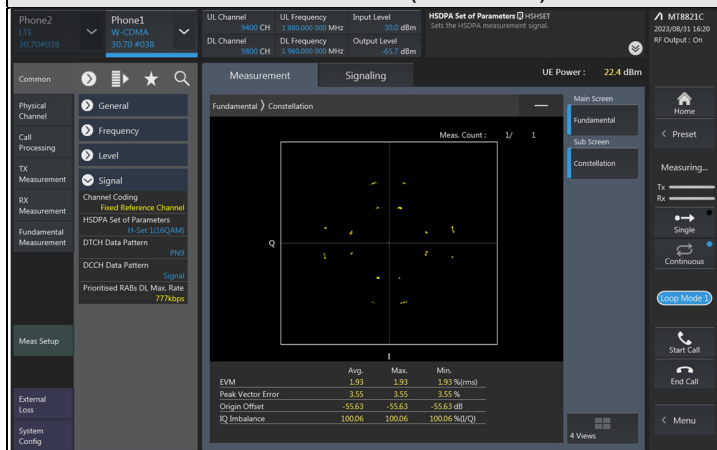 Phone2
LTE
30.70#038
Phone1
W-CDMA
30.70 #038
UL Channel
9400 CH
UL Frequency
1 880.000 000 MHz
Input Level
30.0 dBm
DL Channel
9800 CH
DL Frequency
1 960.000 000 MHz
Output Level
-65.7 dBm
HSDPA Set of Parameters HSHSET
Sets the HSDPA measurement signal.
MT8821C
2023/08/31 16:20
RF Output : On
Common
Physical
Channel
Call
Processing
TX
Measurement
RX
Measurement
Fundamental
Measurement
Meas Setup
External
Loss
System
Config
General
Frequency
Level
Signal
Channel Coding
Fixed Reference Channel
HSDPA Set of Parameters
H-Set 1(16QAM)
DTCH Data Pattern
PN9
DCCH Data Pattern
Signal
Prioritised RABs DL Max. Rate
777kbps
Measurement
Signaling
UE Power : 22.4 dBm
Fundamental Constellation
Meas. Count : 1/ 1
Q
I
Avg. Max. Min.
EVM 1.93 1.93 1.93 %(rms)
Peak Vector Error 3.55 3.55 3.55 %
Origin Offset -55.63 -55.63 -55.63 dB
IQ Imbalance 100.06 100.06 100.06 %(I/Q)
Main Screen
Fundamental
Sub Screen
Constellation
4 Views
Home
Preset
Measuring...
Tx
Rx
Single
Continuous
Loop Mode 1
Start Call
End Call
Menu